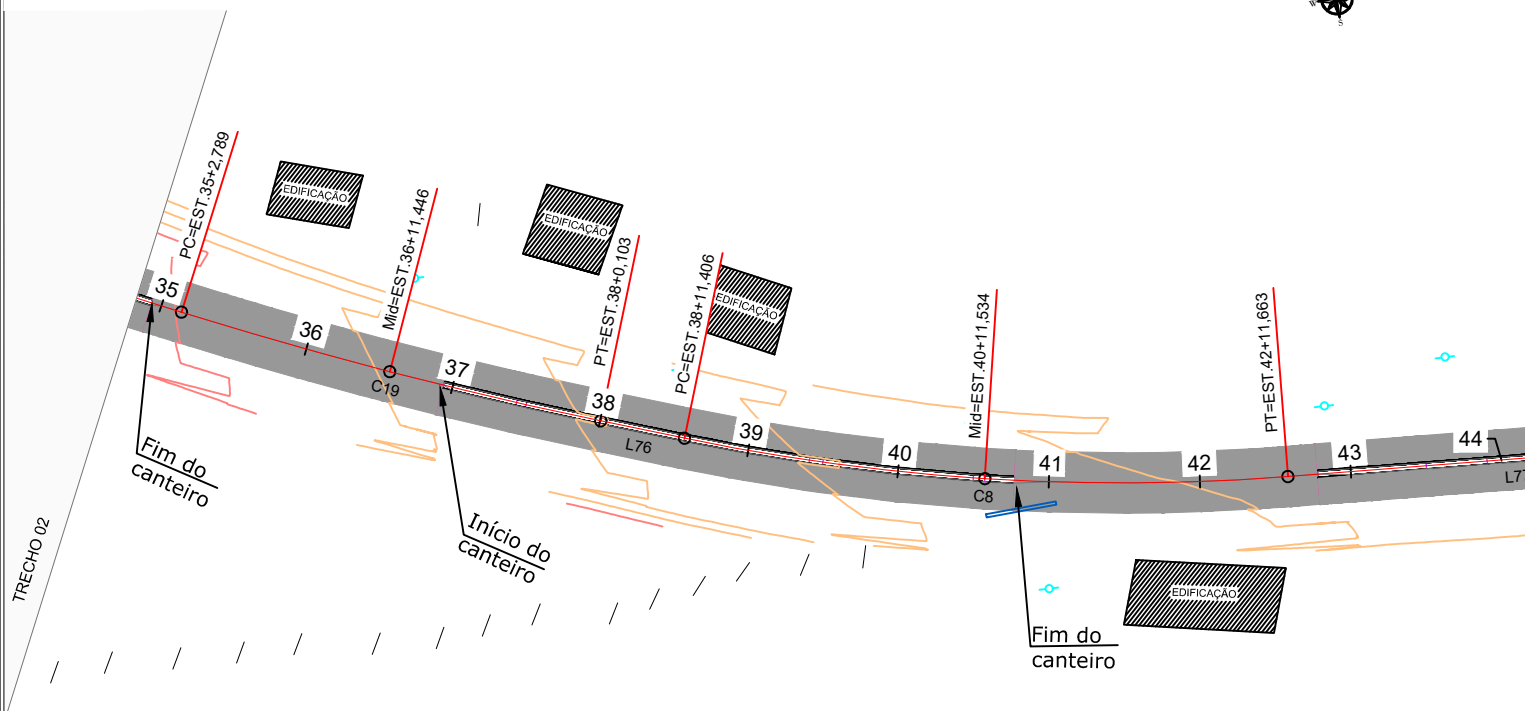 W
S
PC=EST.35+2,789
EDIFICAÇÃO
Mid=EST.36+11,446
EDIFICAÇÃO
PT=EST.38+0,103
PC=EST.38+11,406
EDIFICAÇÃO
Mid=EST.40+11,534
PT=EST.42+11,663
35
36
37
38
39
40
41
42
43
44
C19
L76
C8
Fim do
canteiro
Início do
canteiro
Fim do
canteiro
EDIFICAÇÃO
TRECHO 02